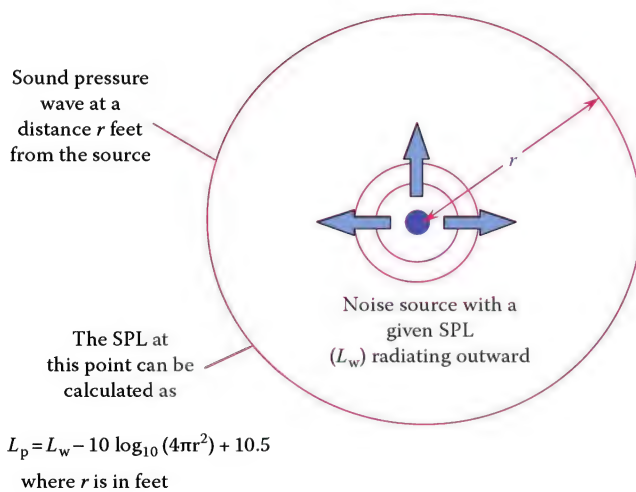 Sound pressure
wave at a
distance r feet
from the source
r
Noise source with a
given SPL
(Lw) radiating outward
The SPL at
this point can be
calculated as
Lp = Lw − 10 log10 (4πr²) + 10.5
where r is in feet